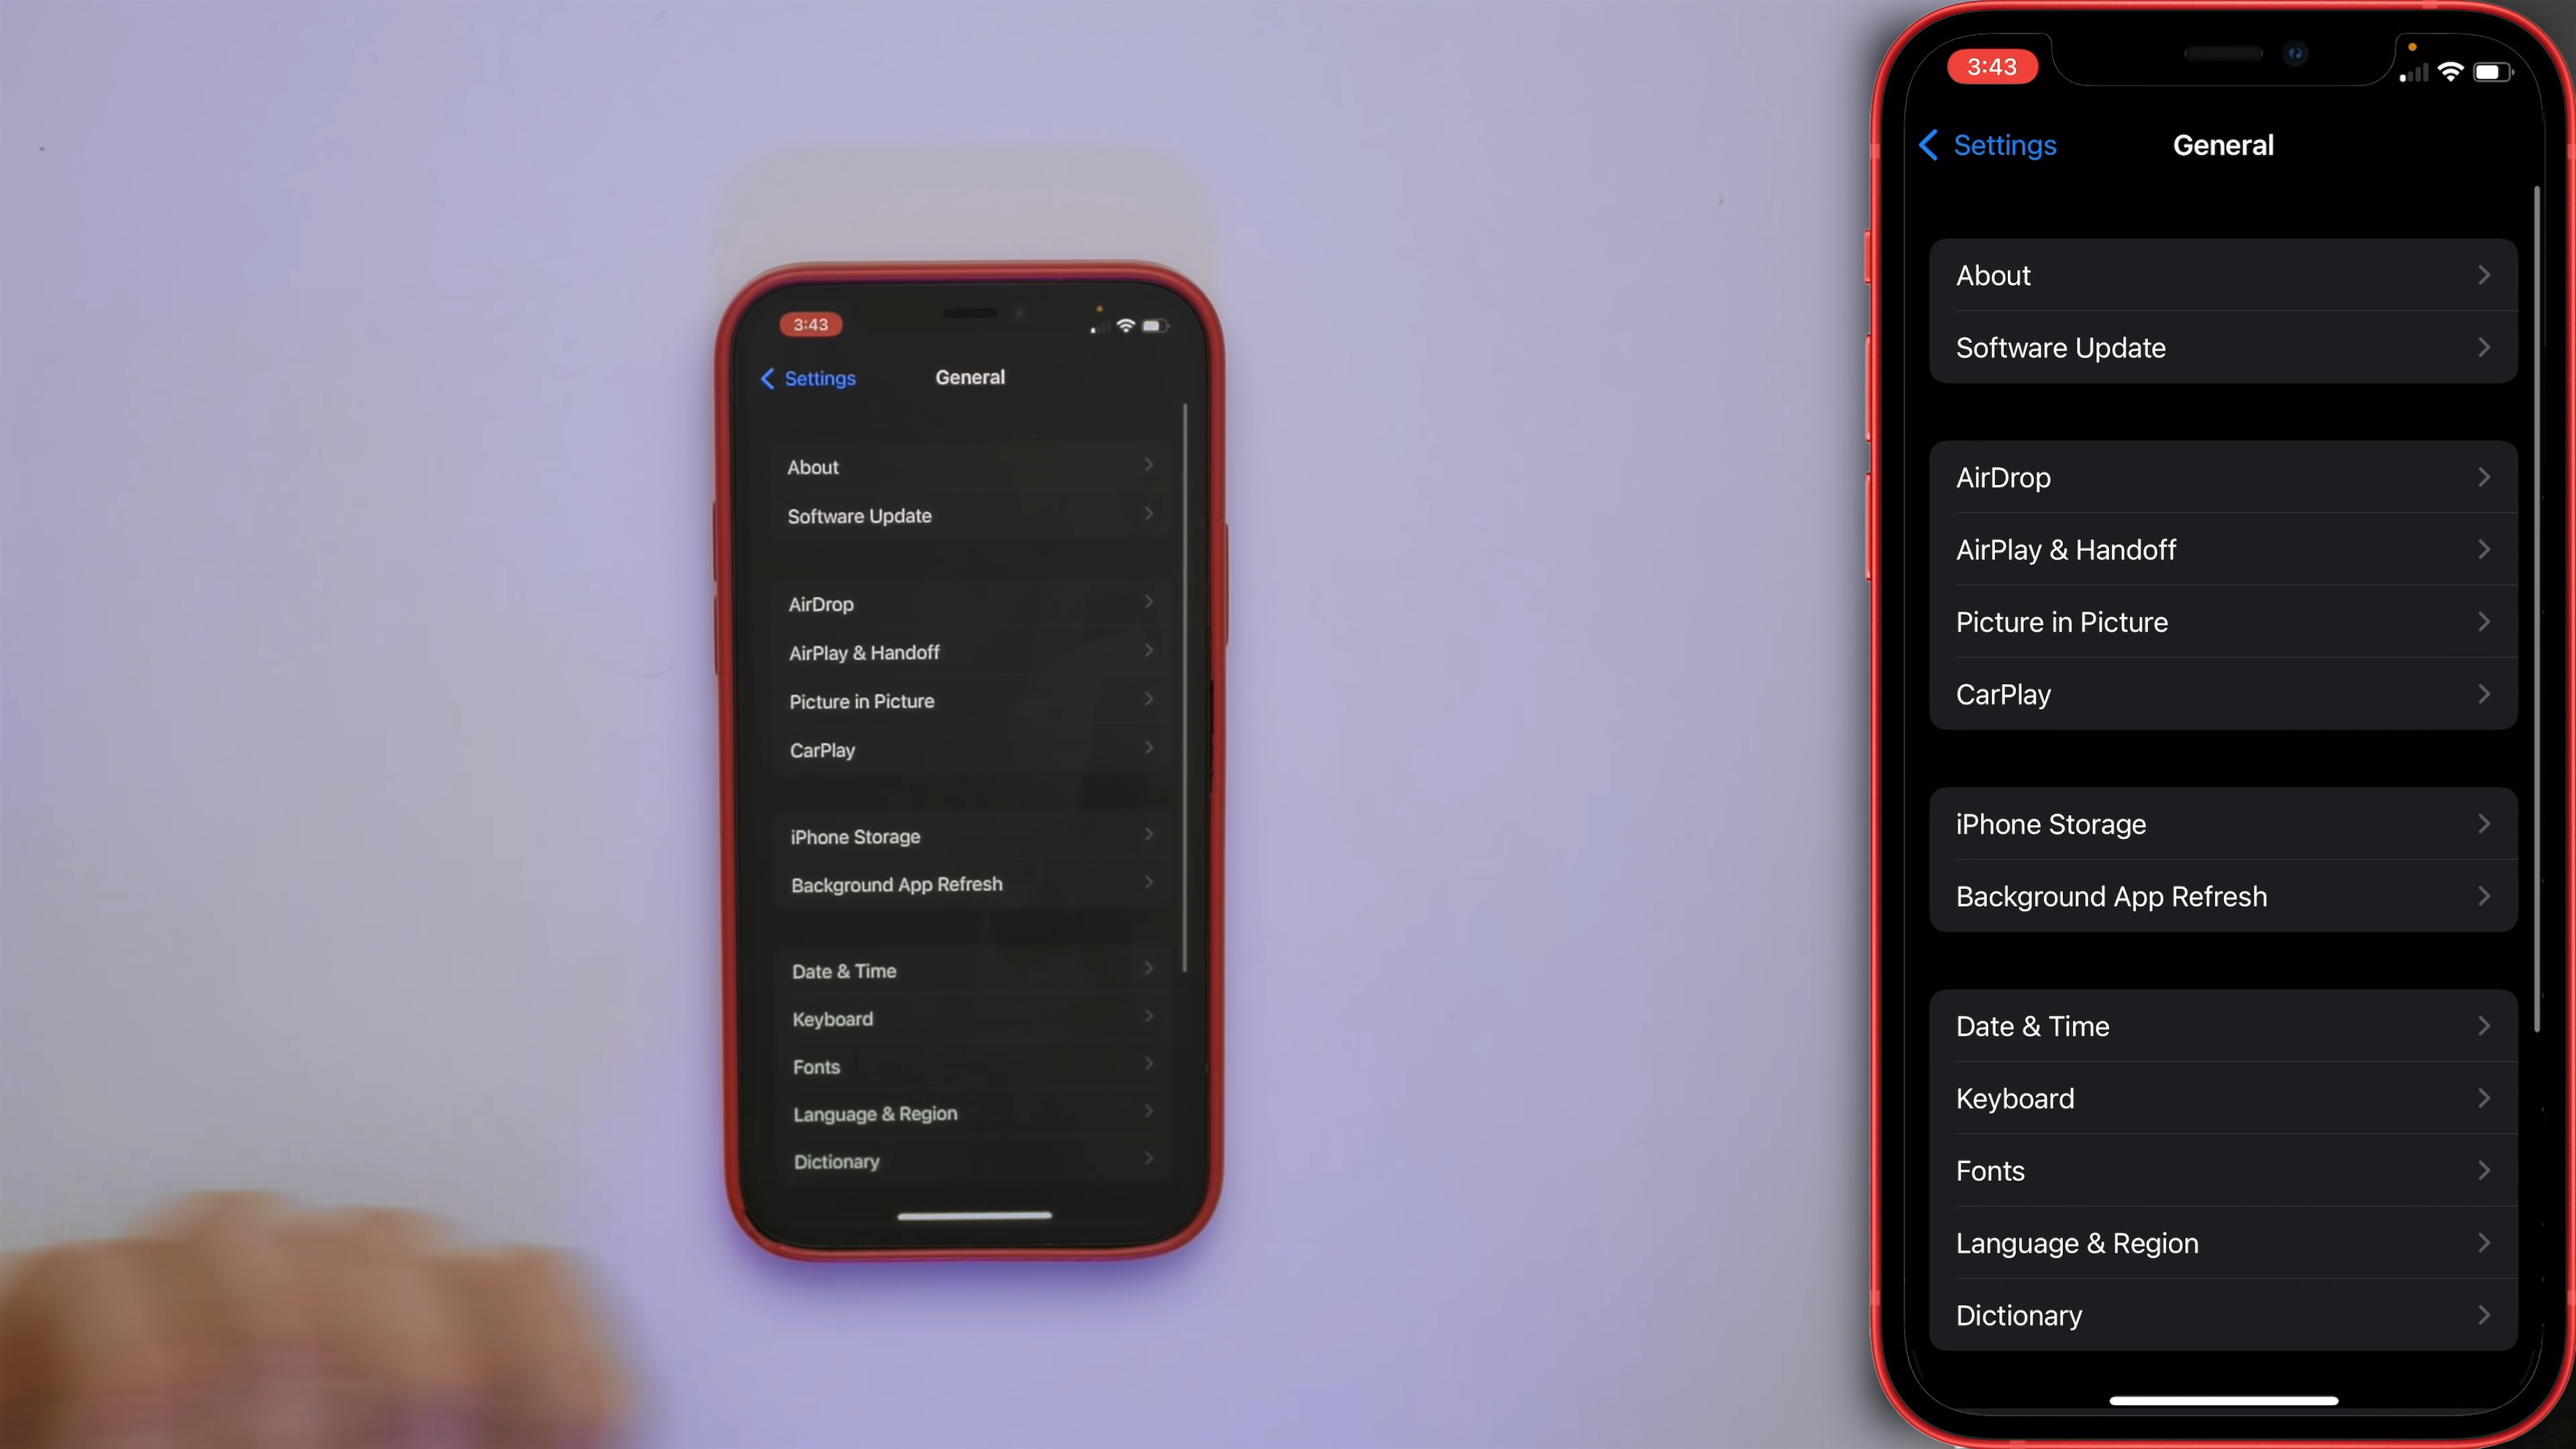 3:43
Settings
General
About
Software Update
AirDrop
AirPlay & Handoff
Picture in Picture
CarPlay
iPhone Storage
Background App Refresh
Date & Time
Keyboard
Fonts
Language & Region
Dictionary
3:43
Settings
General
About
Software Update
AirDrop
AirPlay & Handoff
Picture in Picture
CarPlay
iPhone Storage
Background App Refresh
Date & Time
Keyboard
Fonts
Language & Region
Dictionary